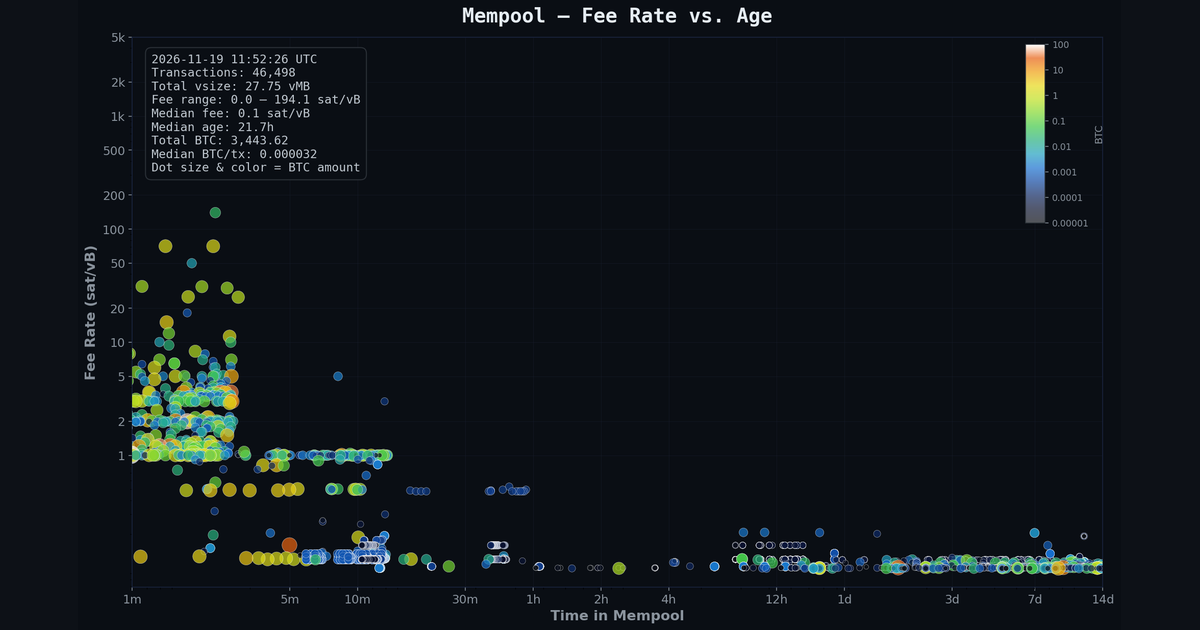 Mempool — Fee Rate vs. Age
2026-11-19 11:52:26 UTC
Transactions: 46,498
Total vsize: 27.75 vMB
Fee range: 0.0 – 194.1 sat/vB
Median fee: 0.1 sat/vB
Median age: 21.7h
Total BTC: 3,443.62
Median BTC/tx: 0.000032
Dot size & color = BTC amount
5k
2k
1k
500
200
100
50
20
10
5
2
1
Fee Rate (sat/vB)
100
10
1
0.1
0.01
0.001
0.0001
0.00001
BTC
1m 5m 10m 30m 1h 2h 4h 12h 1d 3d 7d 14d
Time in Mempool